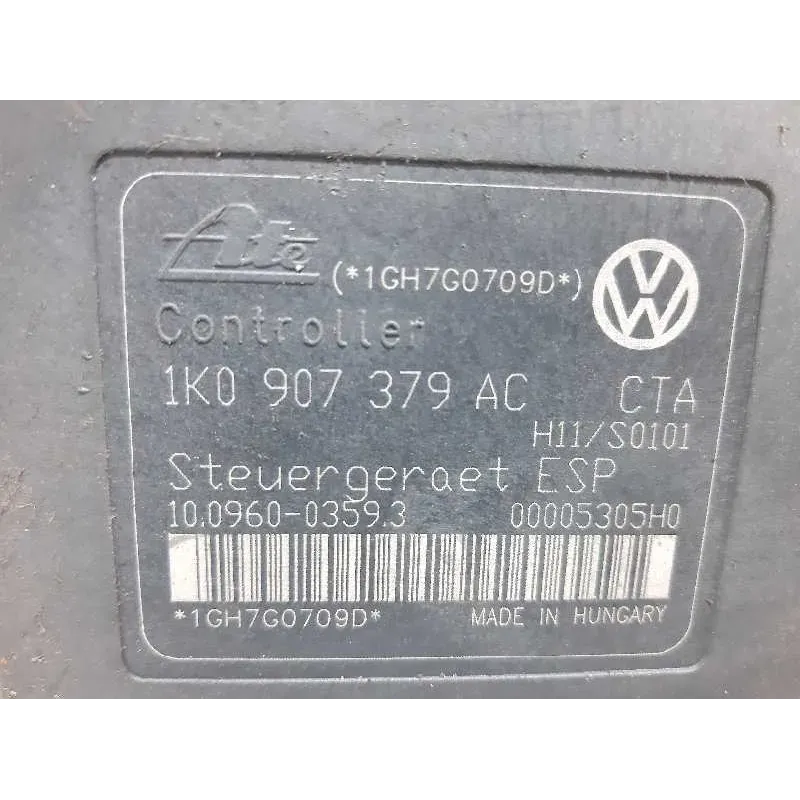 Ate (*1GH7G0709D*) VW
Controller
1K0 907 379 AC CTA
H11/S0101
Steuergeraet ESP
10.0960-0359.3 00005305H0
*1GH7G0709D* MADE IN HUNGARY